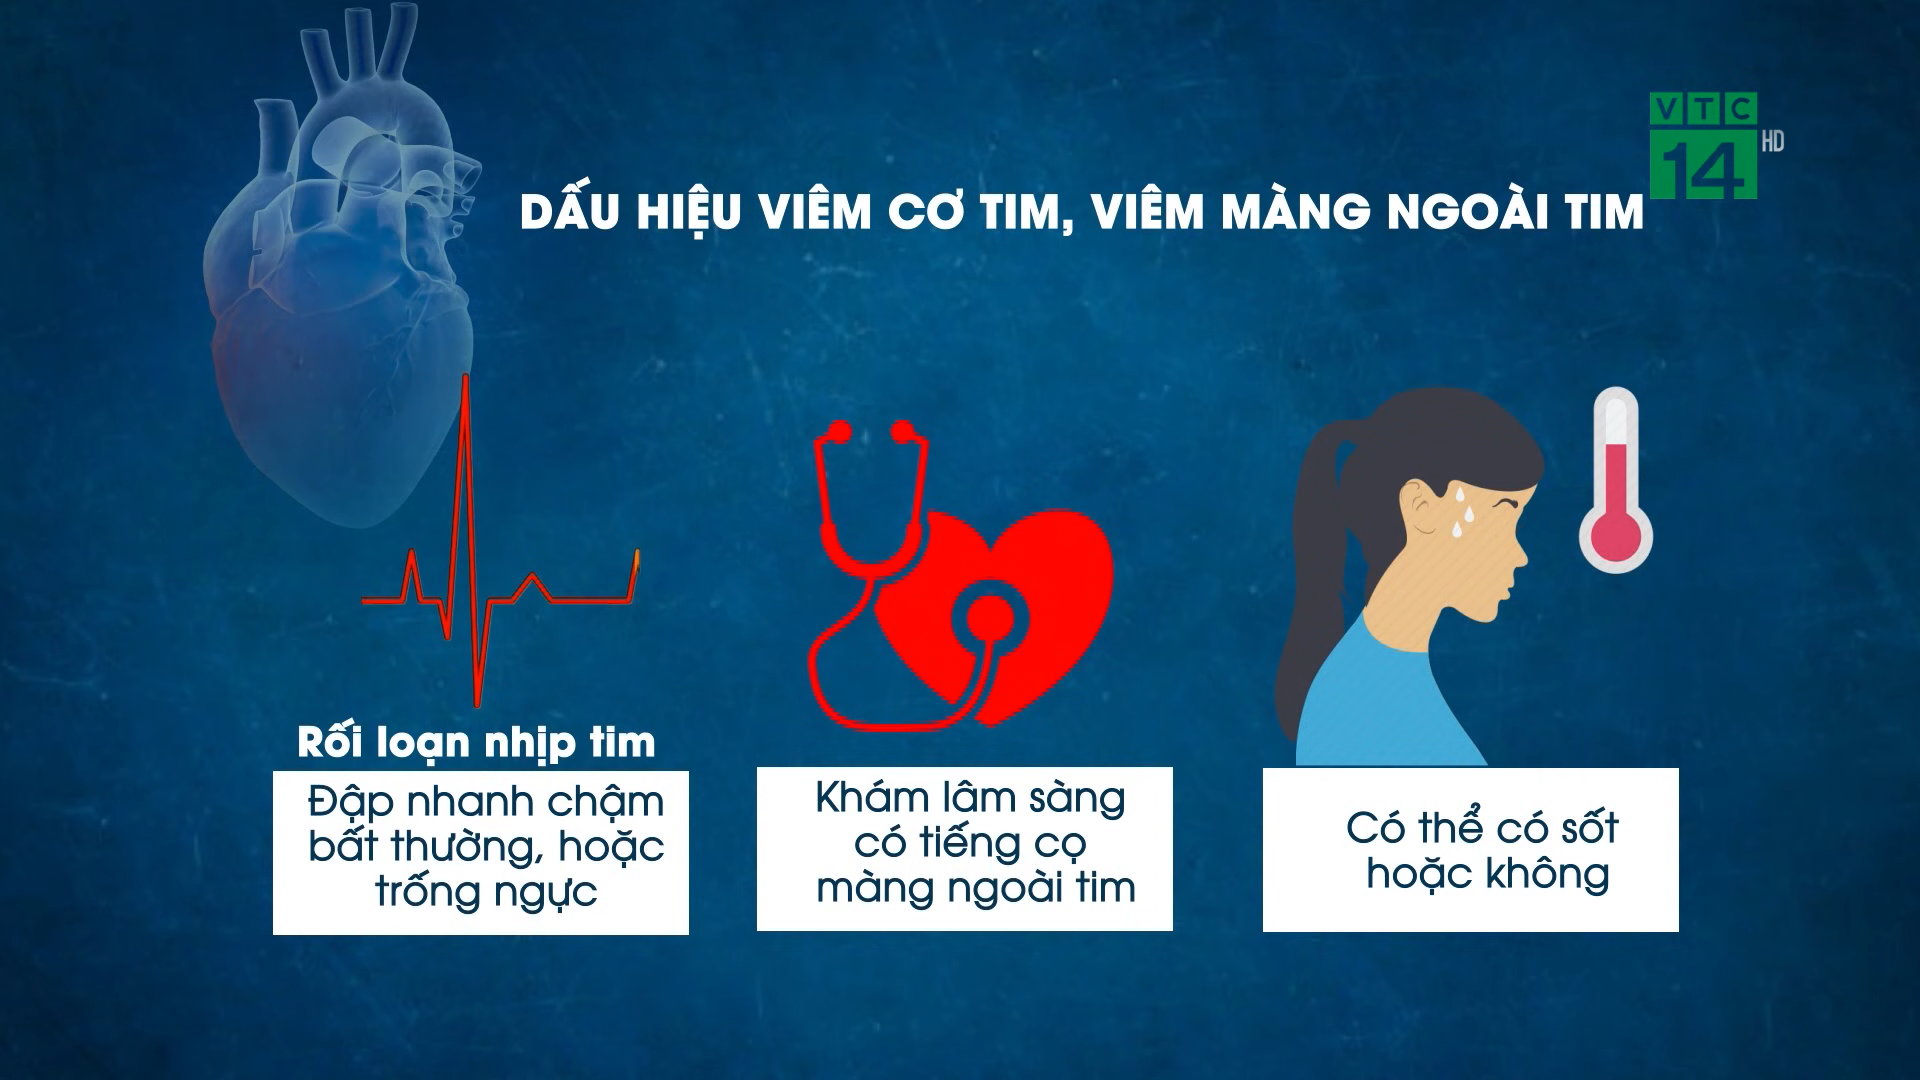 VTC
14 HD
DẤU HIỆU VIÊM CƠ TIM, VIÊM MÀNG NGOÀI TIM
Rối loạn nhịp tim
Đập nhanh chậm
bất thường, hoặc
trống ngực
Khám lâm sàng
có tiếng cọ
màng ngoài tim
Có thể có sốt
hoặc không